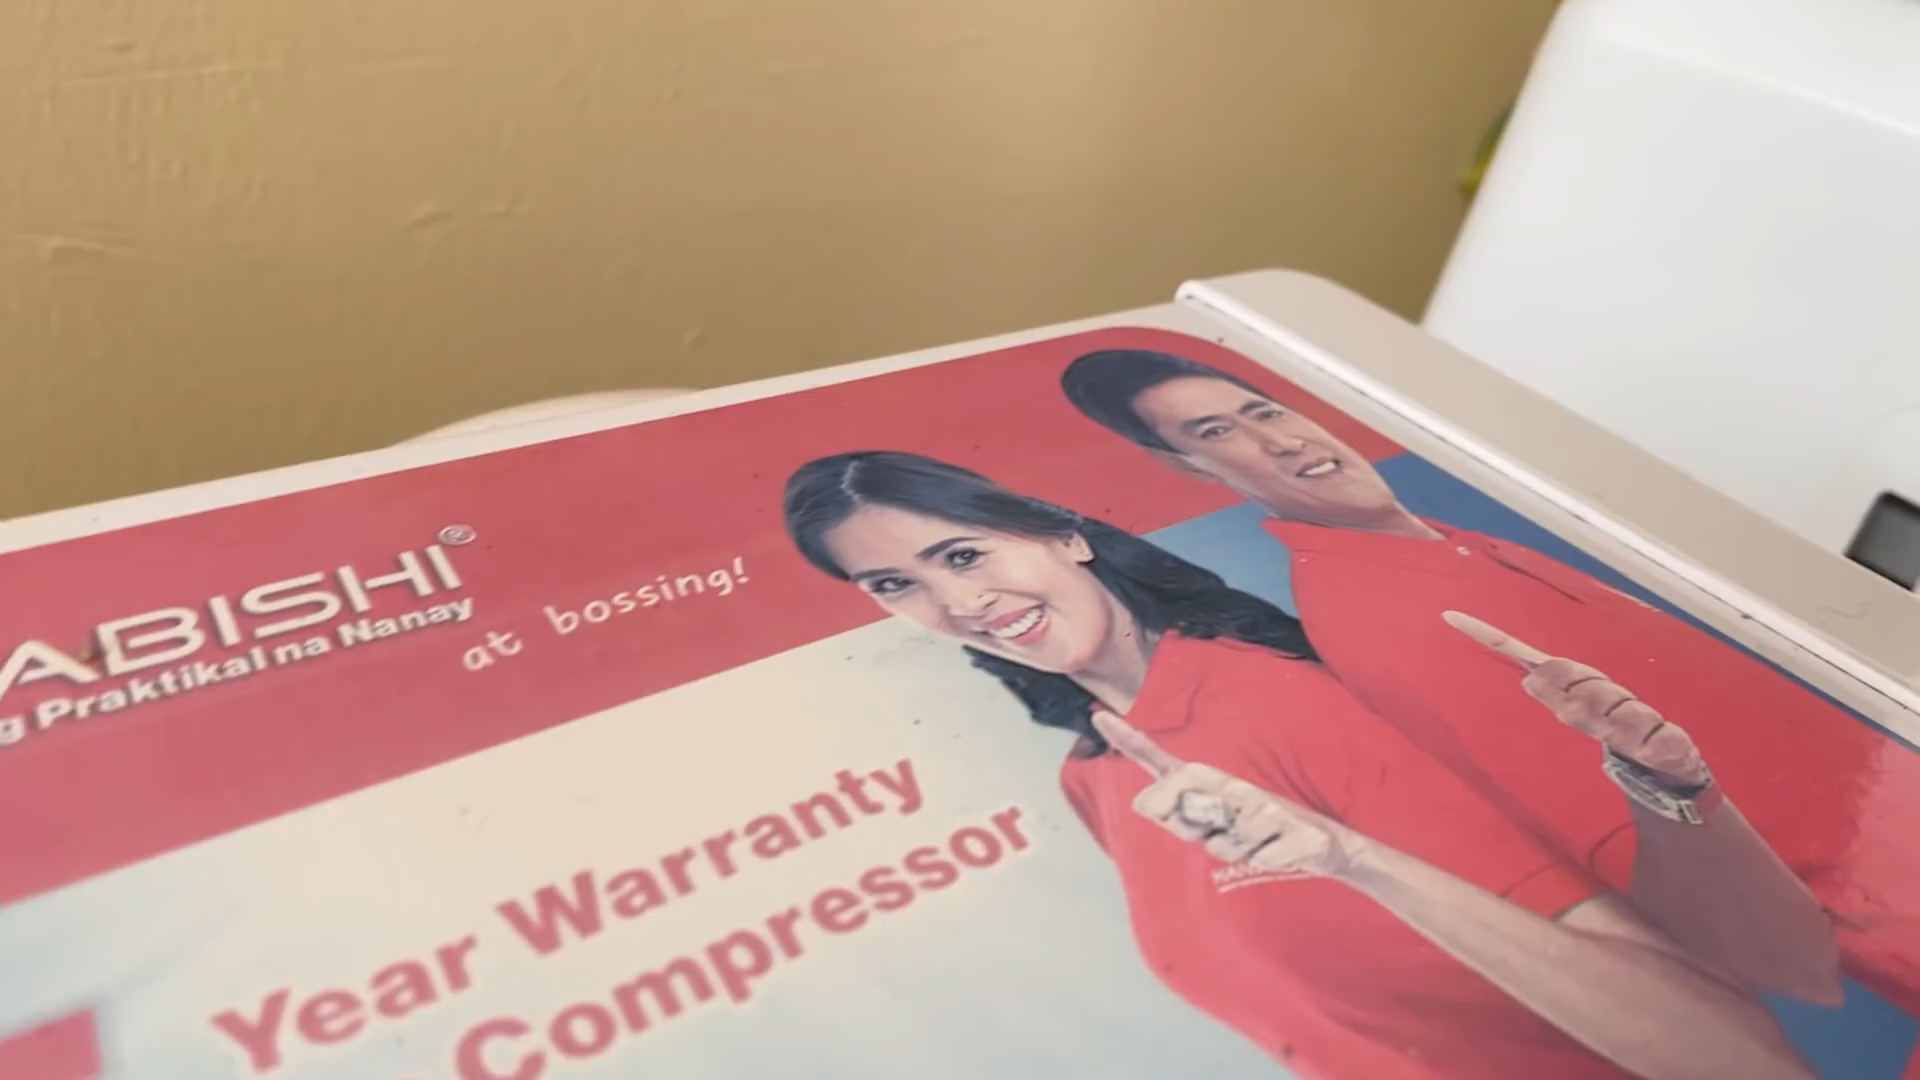 ABISHI®
g Praktikal na Nanay
at bossing!
Year Warranty
Compressor